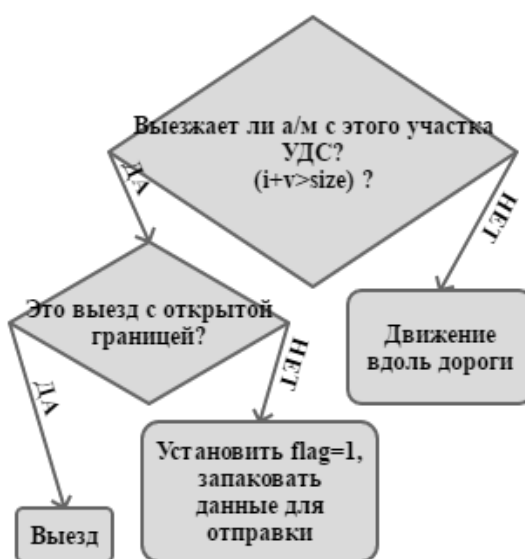 Выезжает ли а/м с этого участка
УДС?
(i+v>size) ?
ДА
НЕТ
Это выезд с открытой
границей?
Движение
вдоль дороги
ДА
НЕТ
Установить flag=1,
запаковать
данные для
отправки
Выезд